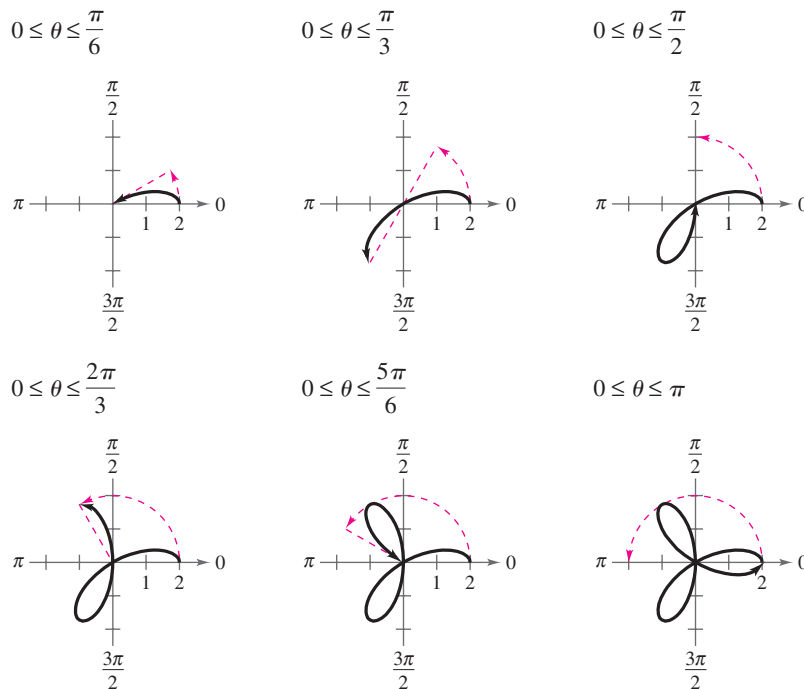 0 ≤ θ ≤ π/6
π/2
π
0
1 2
3π/2
0 ≤ θ ≤ π/3
π/2
π
0
1 2
3π/2
0 ≤ θ ≤ π/2
π/2
π
0
1 2
3π/2
0 ≤ θ ≤ 2π/3
π/2
π
0
1 2
3π/2
0 ≤ θ ≤ 5π/6
π/2
π
0
1 2
3π/2
0 ≤ θ ≤ π
π/2
π
0
1 2
3π/2